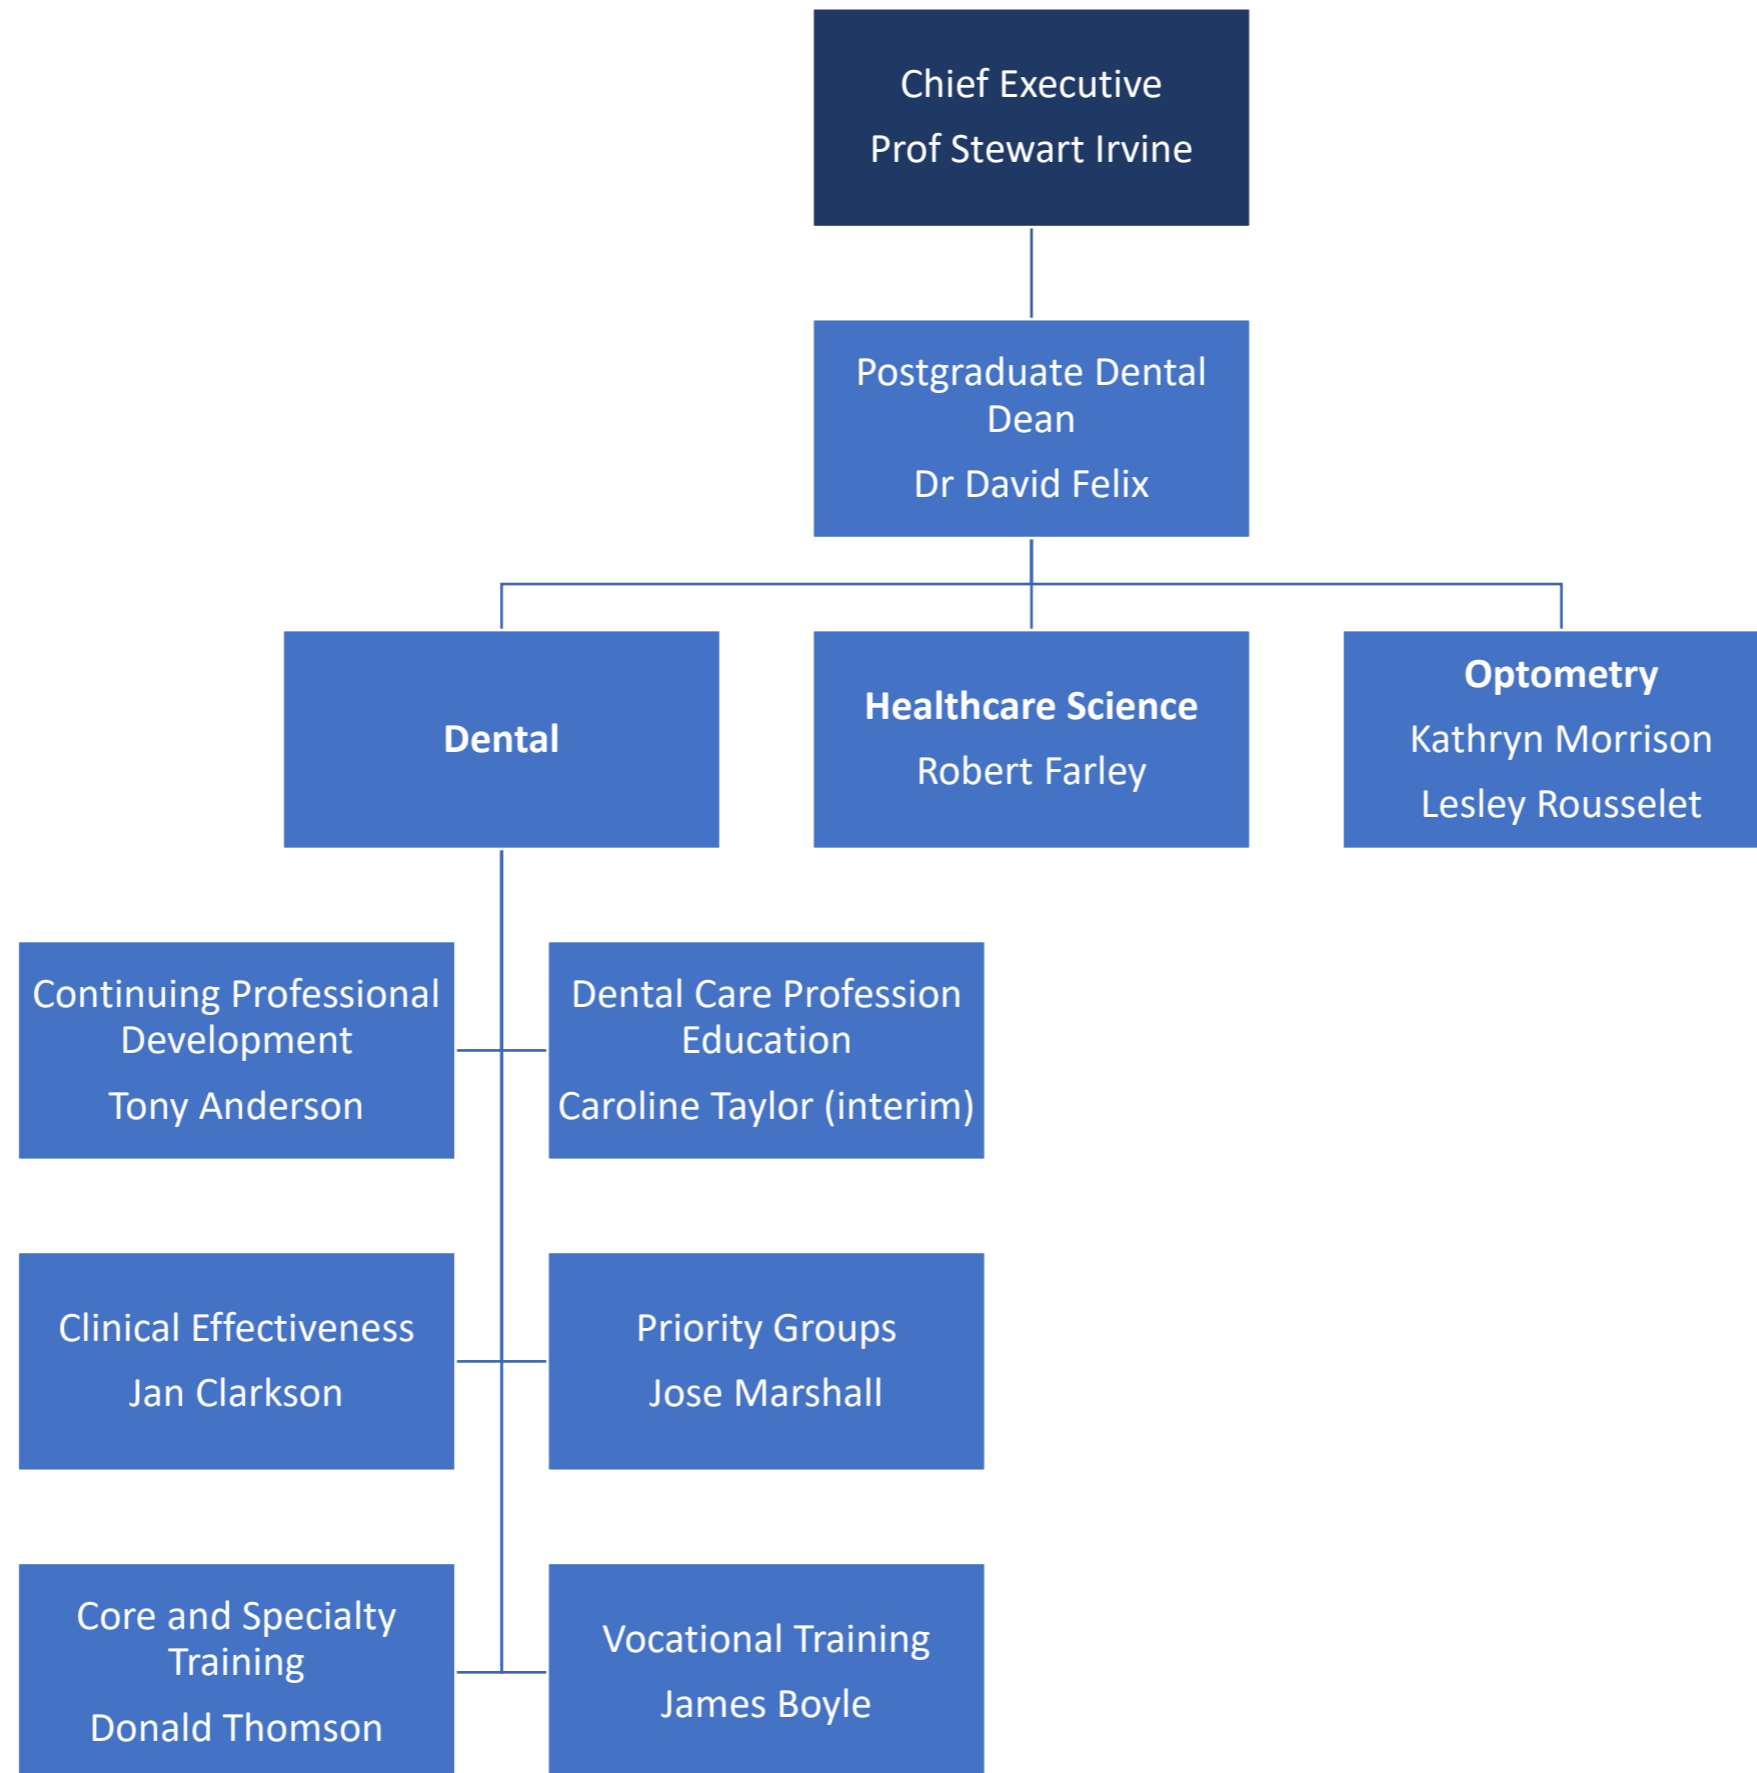 Chief Executive
Prof Stewart Irvine
Postgraduate Dental
Dean
Dr David Felix
Dental
Healthcare Science
Robert Farley
Optometry
Kathryn Morrison
Lesley Rousselet
Continuing Professional
Development
Tony Anderson
Dental Care Profession
Education
Caroline Taylor (interim)
Clinical Effectiveness
Jan Clarkson
Priority Groups
Jose Marshall
Core and Specialty
Training
Donald Thomson
Vocational Training
James Boyle